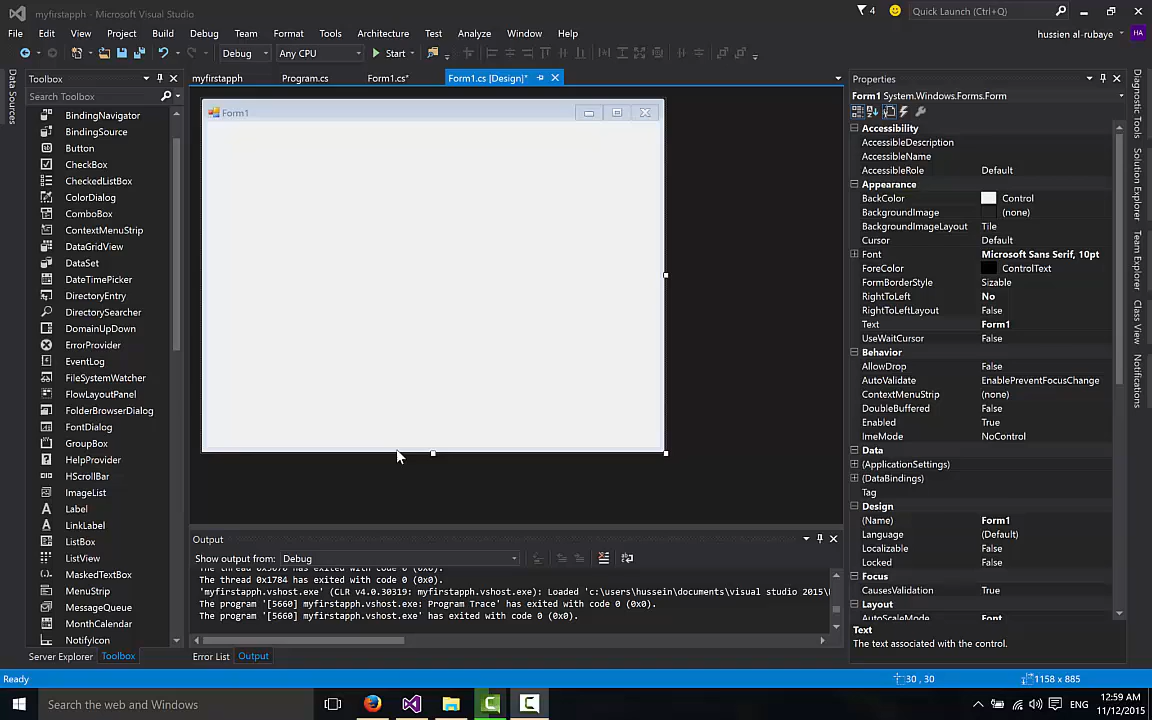 myfirstapph - Microsoft Visual Studio
4
Quick Launch (Ctrl+Q)
File Edit View Project Build Debug Team Format Tools Architecture Test Analyze Window Help
hussien al-rubaye
HA
Debug
Any CPU
Start
Data Sources
Toolbox
Search Toolbox
BindingNavigator
BindingSource
Button
CheckBox
CheckedListBox
ColorDialog
ComboBox
ContextMenuStrip
DataGridView
DataSet
DateTimePicker
DirectoryEntry
DirectorySearcher
DomainUpDown
ErrorProvider
EventLog
FileSystemWatcher
FlowLayoutPanel
FolderBrowserDialog
FontDialog
GroupBox
HelpProvider
HScrollBar
ImageList
Label
LinkLabel
ListBox
ListView
MaskedTextBox
MenuStrip
MessageQueue
MonthCalendar
NotifyIcon
Server Explorer Toolbox
myfirstapph Program.cs Form1.cs* Form1.cs [Design]*
Form1
Output
Show output from: Debug
The thread 0x1784 has exited with code 0 (0x0).
'myfirstapph.vshost.exe' (CLR v4.0.30319: myfirstapph.vshost.exe): Loaded 'c:\users\hussein\documents\visual studio 2015\
The program '[5660] myfirstapph.vshost.exe: Program Trace' has exited with code 0 (0x0).
The program '[5660] myfirstapph.vshost.exe' has exited with code 0 (0x0).
Error List Output
Properties
Form1 System.Windows.Forms.Form
Accessibility
AccessibleDescription
AccessibleName
AccessibleRole Default
Appearance
BackColor Control
BackgroundImage (none)
BackgroundImageLayout Tile
Cursor Default
Font Microsoft Sans Serif, 10pt
ForeColor ControlText
FormBorderStyle Sizable
RightToLeft No
RightToLeftLayout False
Text Form1
UseWaitCursor False
Behavior
AllowDrop False
AutoValidate EnablePreventFocusChange
ContextMenuStrip (none)
DoubleBuffered False
Enabled True
ImeMode NoControl
Data
(ApplicationSettings)
(DataBindings)
Tag
Design
(Name) Form1
Language (Default)
Localizable False
Locked False
Focus
CausesValidation True
Layout
AutoScaleMode Font
Text
The text associated with the control.
Diagnostic Tools
Solution Explorer
Team Explorer
Class View
Notifications
Ready
30 , 30
1158 x 885
Search the web and Windows
ENG
12:59 AM
11/12/2015